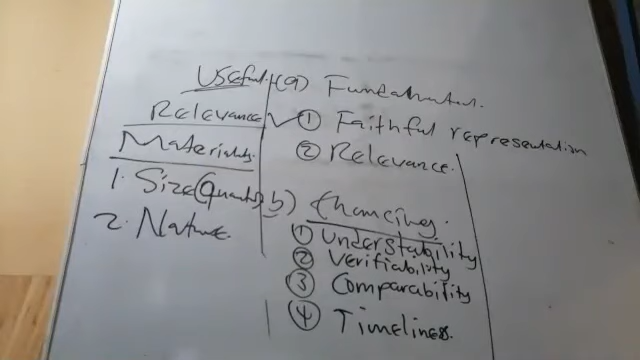 Useful
Relevance
Materiality
1. Size (Quantity)
2. Nature
(a) Fundamental.
① Faithful representation
② Relevance.
b) Enhancing.
① Understability
② Verifiability
③ Comparability
④ Timeliness.